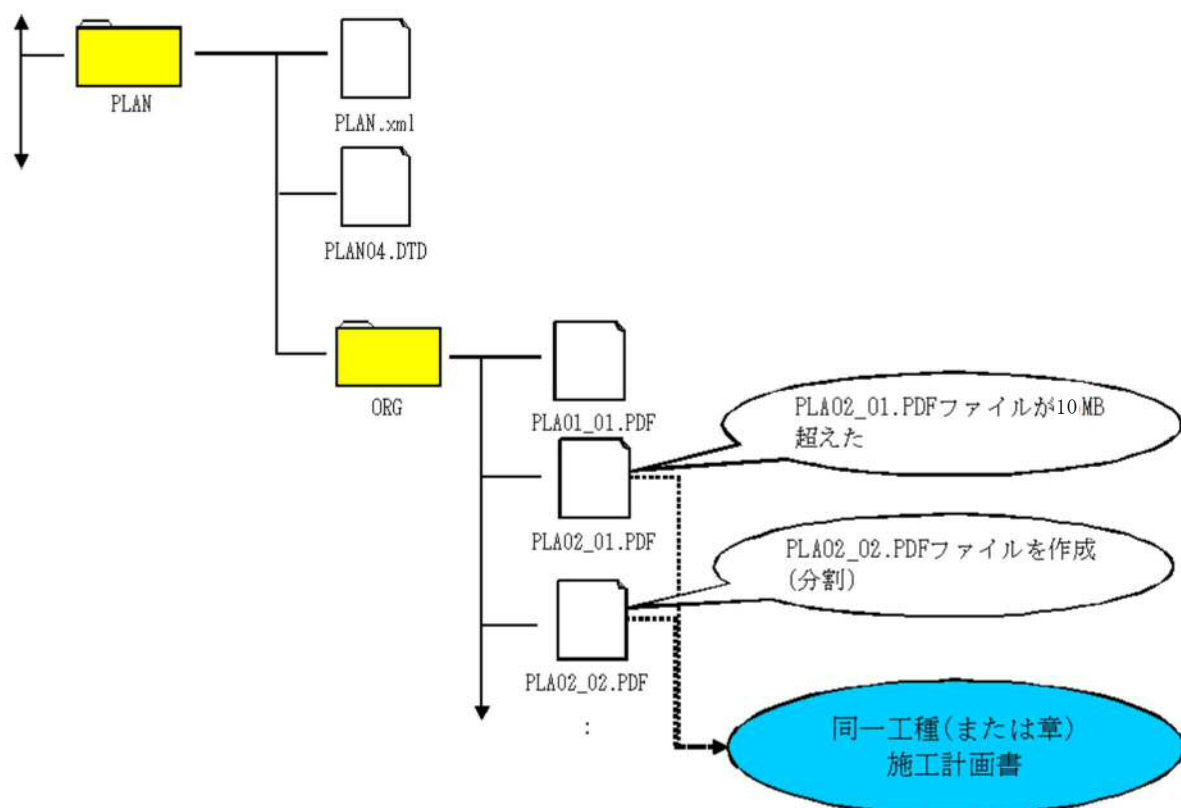 PLAN
PLAN.xml
PLAN04.DTD
ORG
PLA01_01.PDF
PLA02_01.PDFファイルが10MB
超えた
PLA02_01.PDF
PLA02_02.PDFファイルを作成
(分割)
PLA02_02.PDF
:
同一工種(または章)
施工計画書